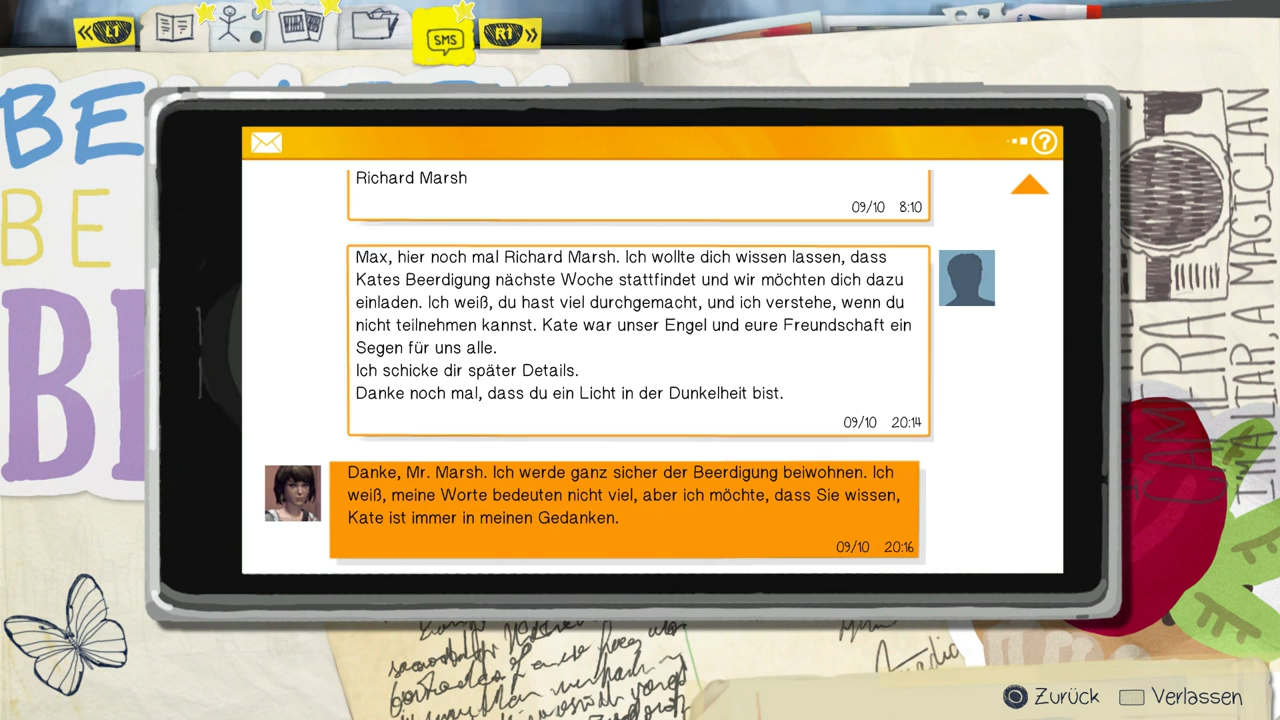 L1
SMS
R1
BE
BE
Richard Marsh
09/10 8:10
Max, hier noch mal Richard Marsh. Ich wollte dich wissen lassen, dass
Kates Beerdigung nächste Woche stattfindet und wir möchten dich dazu
einladen. Ich weiß, du hast viel durchgemacht, und ich verstehe, wenn du
nicht teilnehmen kannst. Kate war unser Engel und eure Freundschaft ein
Segen für uns alle.
Ich schicke dir später Details.
Danke noch mal, dass du ein Licht in der Dunkelheit bist.
09/10 20:14
Danke, Mr. Marsh. Ich werde ganz sicher der Beerdigung beiwohnen. Ich
weiß, meine Worte bedeuten nicht viel, aber ich möchte, dass Sie wissen,
Kate ist immer in meinen Gedanken.
09/10 20:16
CAMERA
LIAR, A MAGICIAN
Zurück
Verlassen